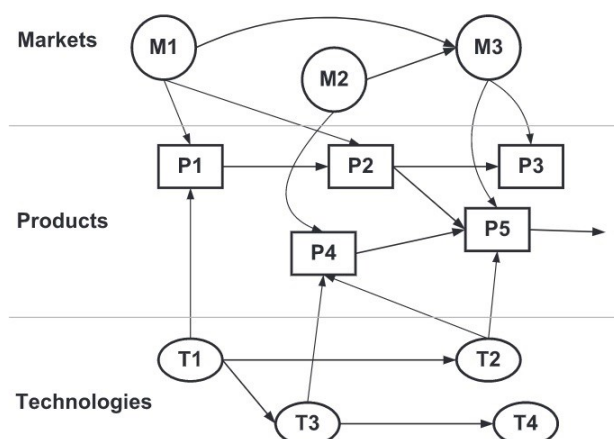 Markets
M1
M2
M3
P1
P2
P3
Products
P4
P5
T1
T2
Technologies
T3
T4